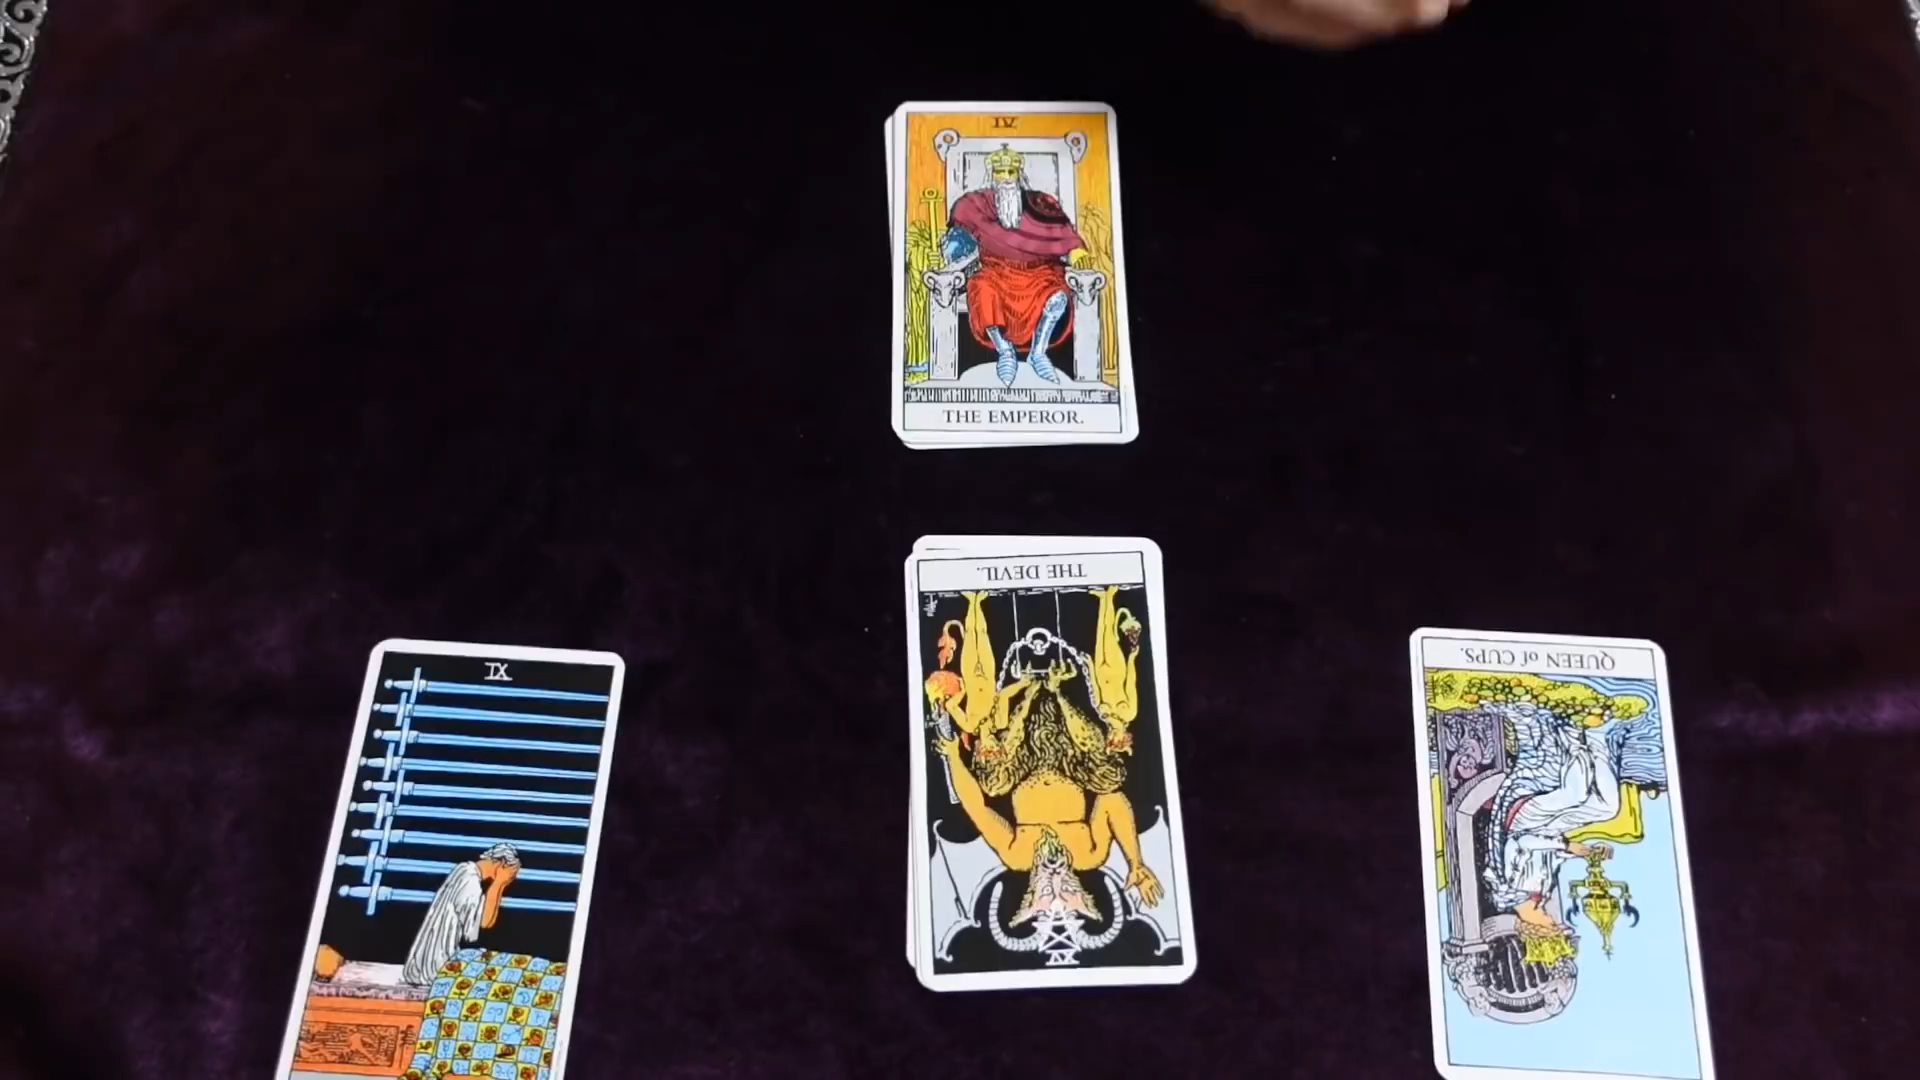 IV
THE EMPEROR.
THE DEVIL.
XV
IX
QUEEN of CUPS.